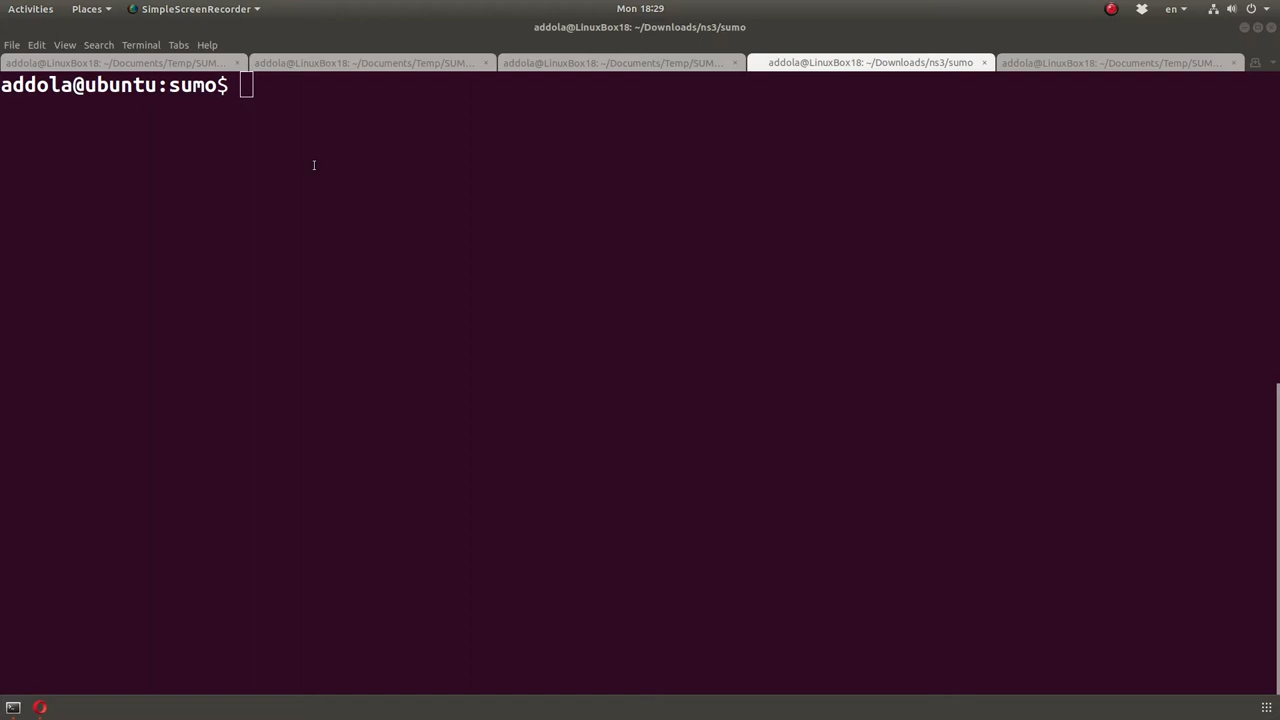 Activities Places SimpleScreenRecorder Mon 18:29 en
addola@LinuxBox18: ~/Downloads/ns3/sumo
File Edit View Search Terminal Tabs Help
addola@LinuxBox18: ~/Documents/Temp/SUM... × addola@LinuxBox18: ~/Documents/Temp/SUM... × addola@LinuxBox18: ~/Documents/Temp/SUM... × addola@LinuxBox18: ~/Downloads/ns3/sumo × addola@LinuxBox18: ~/Documents/Temp/SUM... ×
addola@ubuntu:sumo$